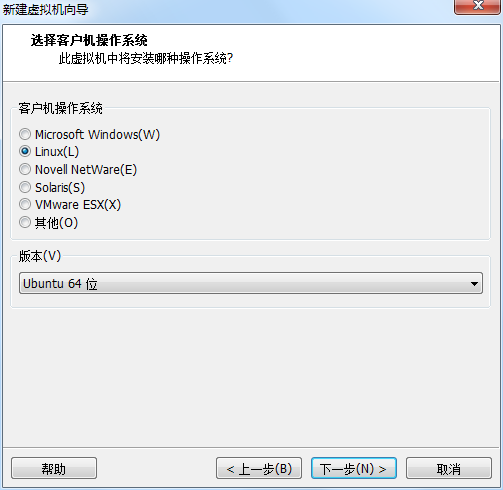 新建虚拟机向导
选择客户机操作系统
此虚拟机中将安装哪种操作系统?
客户机操作系统
Microsoft Windows(W)
Linux(L)
Novell NetWare(E)
Solaris(S)
VMware ESX(X)
其他(O)
版本(V)
Ubuntu 64 位
帮助
< 上一步(B)
下一步(N) >
取消